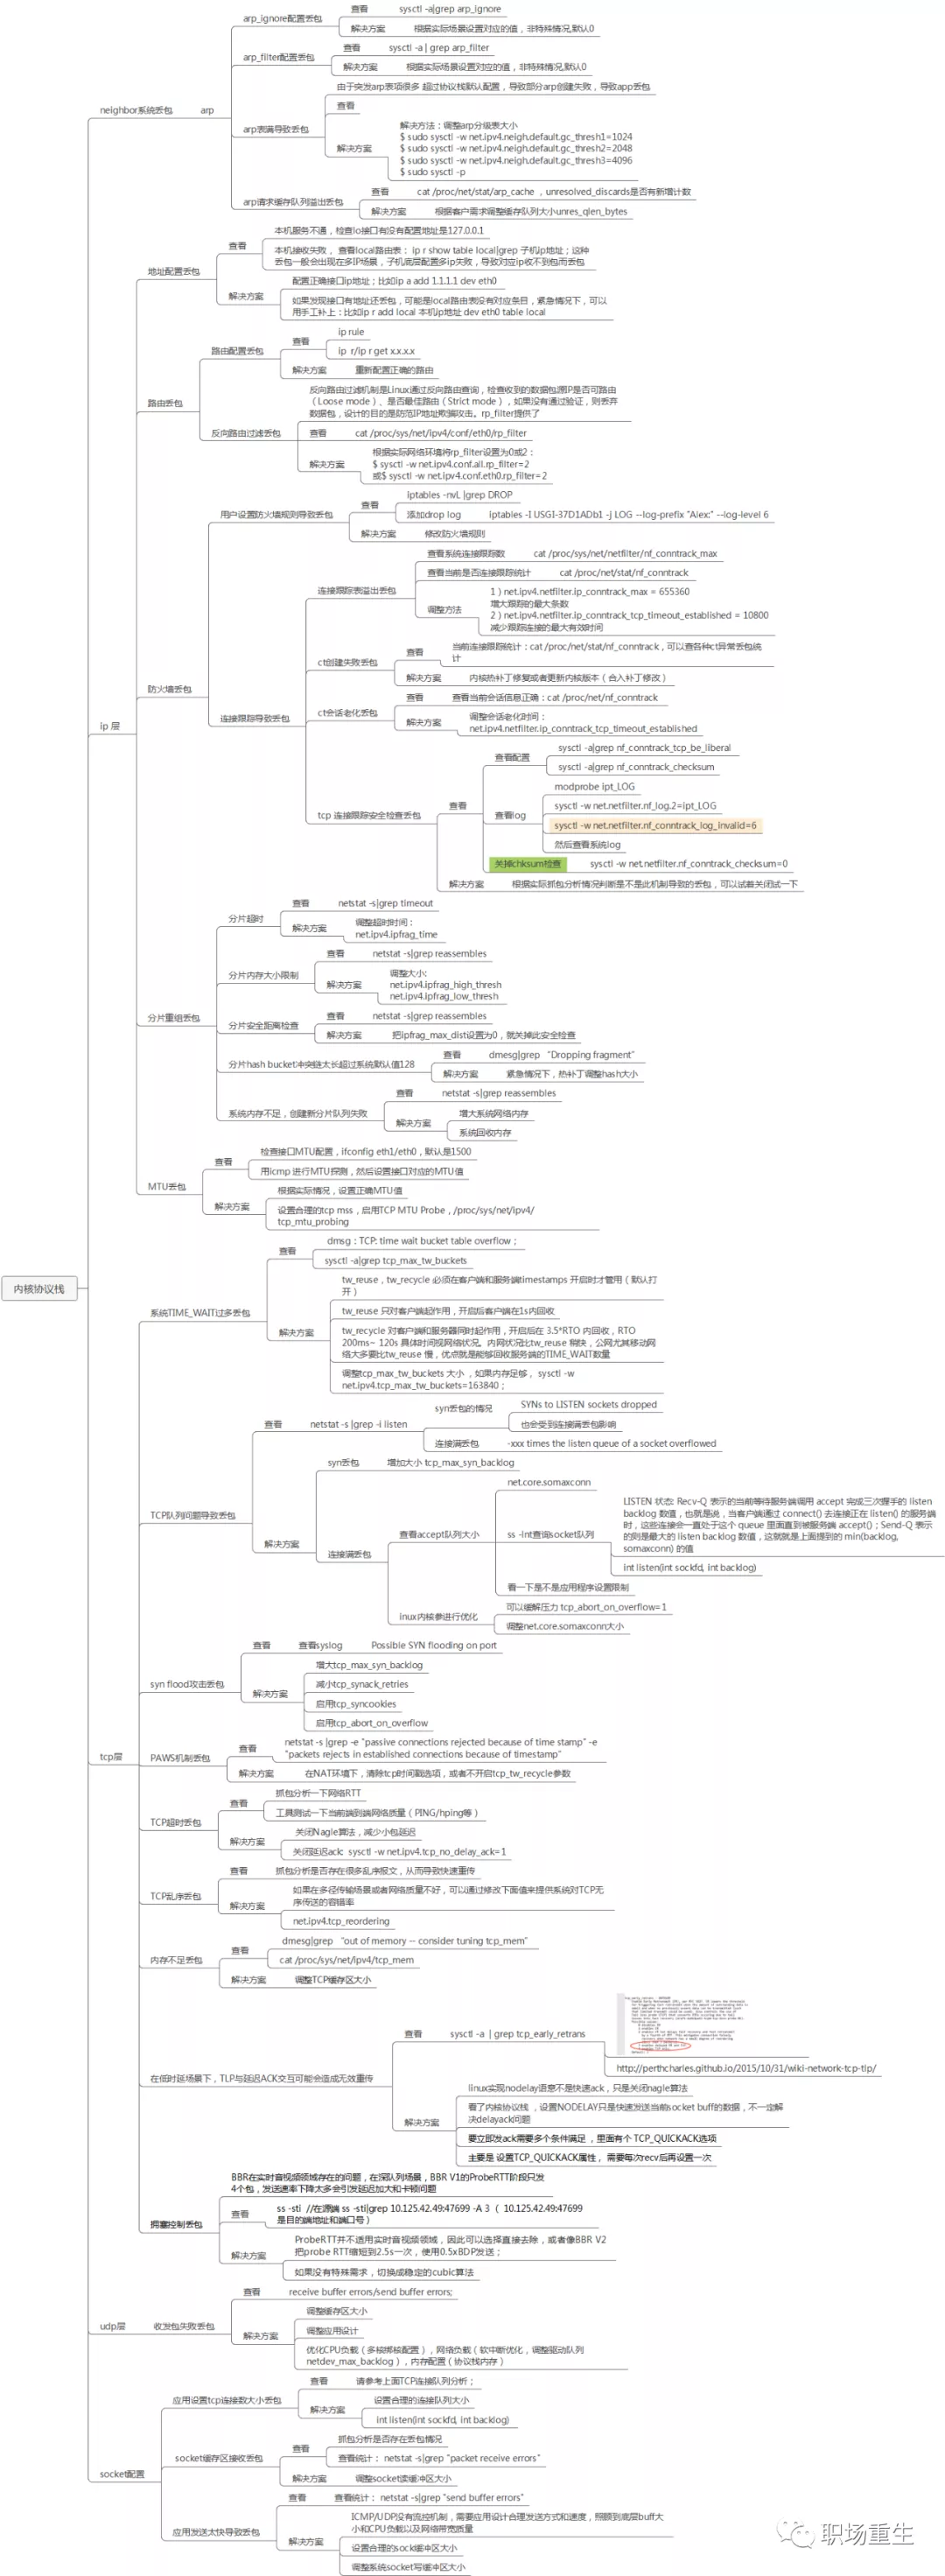 内核协议栈
neighbor系统丢包
arp
arp_ignore配置丢包
查看
sysctl -a|grep arp_ignore
解决方案
根据实际场景设置对应的值，非特殊情况,默认0
arp_filter配置丢包
查看
sysctl -a | grep arp_filter
解决方案
根据实际场景设置对应的值，非特殊情况,默认0
arp表满导致丢包
由于突发arp表项很多 超过协议栈默认配置，导致部分arp创建失败，导致app丢包
查看
解决方案
解决方法：调整arp分级表大小
$ sudo sysctl -w net.ipv4.neigh.default.gc_thresh1=1024
$ sudo sysctl -w net.ipv4.neigh.default.gc_thresh2=2048
$ sudo sysctl -w net.ipv4.neigh.default.gc_thresh3=4096
$ sudo sysctl -p
arp请求缓存队列溢出丢包
查看
cat /proc/net/stat/arp_cache ，unresolved_discards是否有新增计数
解决方案
根据客户需求调整缓存队列大小unres_qlen_bytes
ip 层
地址配置丢包
查看
本机服务不通，检查lo接口有没有配置地址是127.0.0.1
本机接收失败， 查看local路由表： ip r show table local|grep 子机ip地址；这种
丢包一般会出现在多IP场景，子机底层配置多ip失败，导致对应ip收不到包而丢包
解决方案
配置正确接口ip地址；比如ip a add 1.1.1.1 dev eth0
如果发现接口有地址还丢包，可能是local路由表没有对应条目，紧急情况下，可以
用手工补上：比如ip r add local 本机ip地址 dev eth0 table local
路由丢包
路由配置丢包
查看
ip rule
ip r/ip r get x.x.x.x
解决方案
重新配置正确的路由
反向路由过滤丢包
反向路由过滤机制是Linux通过反向路由查询，检查收到的数据包源IP是否可路由
（Loose mode）、是否最佳路由（Strict mode），如果没有通过验证，则丢弃
数据包，设计的目的是防范IP地址欺骗攻击。rp_filter提供了
查看
cat /proc/sys/net/ipv4/conf/eth0/rp_filter
解决方案
根据实际网络环境将rp_filter设置为0或2：
$ sysctl -w net.ipv4.conf.all.rp_filter=2
或$ sysctl -w net.ipv4.conf.eth0.rp_filter=2
防火墙丢包
用户设置防火墙规则导致丢包
查看
iptables -nvL |grep DROP
添加drop log
iptables -I USGI-37D1ADb1 -j LOG --log-prefix "Alex:" --log-level 6
解决方案
修改防火墙规则
连接跟踪导致丢包
连接跟踪表溢出丢包
查看系统连接跟踪数
cat /proc/sys/net/netfilter/nf_conntrack_max
查看当前是否连接跟踪统计
cat /proc/net/stat/nf_conntrack
调整方法
1）net.ipv4.netfilter.ip_conntrack_max = 655360
增大跟踪的最大条数
2）net.ipv4.netfilter.ip_conntrack_tcp_timeout_established = 10800
减少跟踪连接的最大有效时间
ct创建失败丢包
查看
当前连接跟踪统计：cat /proc/net/stat/nf_conntrack，可以查各种ct异常丢包统
计
解决方案
内核热补丁修复或者更新内核版本（合入补丁修改）
ct会话老化丢包
查看
查看当前会话信息正确：cat /proc/net/nf_conntrack
解决方案
调整会话老化时间：
net.ipv4.netfilter.ip_conntrack_tcp_timeout_established
tcp 连接跟踪安全检查丢包
查看
查看配置
sysctl -a|grep nf_conntrack_tcp_be_liberal
sysctl -a|grep nf_conntrack_checksum
查看log
modprobe ipt_LOG
sysctl -w net.netfilter.nf_log.2=ipt_LOG
sysctl -w net.netfilter.nf_conntrack_log_invalid=6
然后查看系统log
关掉chksum检查
sysctl -w net.netfilter.nf_conntrack_checksum=0
解决方案
根据实际抓包分析情况判断是不是此机制导致的丢包，可以试着关闭试一下
分片重组丢包
分片超时
查看
netstat -s|grep timeout
解决方案
调整超时时间：
net.ipv4.ipfrag_time
分片内存大小限制
查看
netstat -s|grep reassembles
解决方案
调整大小:
net.ipv4.ipfrag_high_thresh
net.ipv4.ipfrag_low_thresh
分片安全距离检查
查看
netstat -s|grep reassembles
解决方案
把ipfrag_max_dist设置为0，就关掉此安全检查
分片hash bucket冲突链太长超过系统默认值128
查看
dmesg|grep “Dropping fragment”
解决方案
紧急情况下，热补丁调整hash大小
系统内存不足，创建新分片队列失败
查看
netstat -s|grep reassembles
解决方案
增大系统网络内存
系统回收内存
MTU丢包
查看
检查接口MTU配置，ifconfig eth1/eth0，默认是1500
用icmp 进行MTU探测，然后设置接口对应的MTU值
解决方案
根据实际情况，设置正确MTU值
设置合理的tcp mss，启用TCP MTU Probe，/proc/sys/net/ipv4/
tcp_mtu_probing
tcp层
系统TIME_WAIT过多丢包
查看
dmsg：TCP: time wait bucket table overflow；
sysctl -a|grep tcp_max_tw_buckets
解决方案
tw_reuse，tw_recycle 必须在客户端和服务端timestamps 开启时才管用（默认打
开）
tw_reuse 只对客户端起作用，开启后客户端在1s内回收
tw_recycle 对客户端和服务器同时起作用，开启后在 3.5*RTO 内回收，RTO
200ms~ 120s 具体时间视网络状况。内网状况比tw_reuse 稍快，公网尤其移动网
络大多要比tw_reuse 慢，优点就是能够回收服务端的TIME_WAIT数量
调整tcp_max_tw_buckets 大小 ，如果内存足够， sysctl -w
net.ipv4.tcp_max_tw_buckets=163840；
TCP队列问题导致丢包
查看
netstat -s |grep -i listen
syn丢包的情况
SYNs to LISTEN sockets dropped
也会受到连接满丢包影响
连接满丢包
-xxx times the listen queue of a socket overflowed
解决方案
syn丢包
增加大小 tcp_max_syn_backlog
连接满丢包
查看accept队列大小
net.core.somaxconn
ss -lnt查询socket队列
LISTEN 状态: Recv-Q 表示的当前等待服务端调用 accept 完成三次握手的 listen
backlog 数值，也就是说，当客户端通过 connect() 去连接正在 listen() 的服务端
时，这些连接会一直处于这个 queue 里面直到被服务端 accept()；Send-Q 表示
的则是最大的 listen backlog 数值，这就就是上面提到的 min(backlog,
somaxconn) 的值
int listen(int sockfd, int backlog)
看一下是不是应用程序设置限制
inux内核参进行优化
可以缓解压力 tcp_abort_on_overflow=1
调整net.core.somaxconn大小
syn flood攻击丢包
查看
查看syslog
Possible SYN flooding on port
解决方案
增大tcp_max_syn_backlog
减小tcp_synack_retries
启用tcp_syncookies
启用tcp_abort_on_overflow
PAWS机制丢包
查看
netstat -s |grep -e "passive connections rejected because of time stamp" -e
"packets rejects in established connections because of timestamp"
解决方案
在NAT环境下，清除tcp时间戳选项，或者不开启tcp_tw_recycle参数
TCP超时丢包
查看
抓包分析一下网络RTT
工具测试一下当前端到端网络质量（PING/hping等）
解决方案
关闭Nagle算法，减少小包延迟
关闭延迟ack: sysctl -w net.ipv4.tcp_no_delay_ack=1
TCP乱序丢包
查看
抓包分析是否存在很多乱序报文，从而导致快速重传
解决方案
如果在多径传输场景或者网络质量不好，可以通过修改下面值来提供系统对TCP无
序传送的容错率
net.ipv4.tcp_reordering
内存不足丢包
查看
dmesg|grep “out of memory -- consider tuning tcp_mem”
cat /proc/sys/net/ipv4/tcp_mem
解决方案
调整TCP缓存区大小
在低时延场景下，TLP与延迟ACK交互可能会造成无效重传
查看
sysctl -a | grep tcp_early_retrans
http://perthcharles.github.io/2015/10/31/wiki-network-tcp-tlp/
解决方案
linux实现nodelay语意不是快速ack，只是关闭nagle算法
看了内核协议栈 ，设置NODELAY只是快速发送当前socket buff的数据，不一定解
决delayack问题
要立即发ack需要多个条件满足 ，里面有个 TCP_QUICKACK选项
主要是 设置TCP_QUICKACK属性， 需要每次recv后再设置一次
拥塞控制丢包
BBR在实时音视频领域存在的问题，在深队列场景，BBR V1的ProbeRTT阶段只发
4个包，发送速率下降太多会引发延迟加大和卡顿问题
查看
ss -sti //在源端 ss -sti|grep 10.125.42.49:47699 -A 3 （ 10.125.42.49:47699
是目的端地址和端口号）
解决方案
ProbeRTT并不适用实时音视频领域，因此可以选择直接去除，或者像BBR V2
把probe RTT缩短到2.5s一次，使用0.5xBDP发送；
如果没有特殊需求，切换成稳定的cubic算法
udp层
收发包失败丢包
查看
receive buffer errors/send buffer errors;
解决方案
调整缓存区大小
调整应用设计
优化CPU负载（多核绑核配置），网络负载（软中断优化，调整驱动队列
netdev_max_backlog），内存配置（协议栈内存）
socket配置
应用设置tcp连接数大小丢包
查看
请参考上面TCP连接队列分析；
解决方案
设置合理的连接队列大小
int listen(int sockfd, int backlog)
socket缓存区接收丢包
查看
抓包分析是否存在丢包情况
查看统计： netstat -s|grep "packet receive errors"
解决方案
调整socket读缓冲区大小
应用发送太快导致丢包
查看
查看统计： netstat -s|grep "send buffer errors"
解决方案
ICMP/UDP没有流控机制，需要应用设计合理发送方式和速度，照顾到底层buff大
小和CPU负载以及网络带宽质量
设置合理的sock缓冲区大小
调整系统socket写缓冲区大小
职场重生